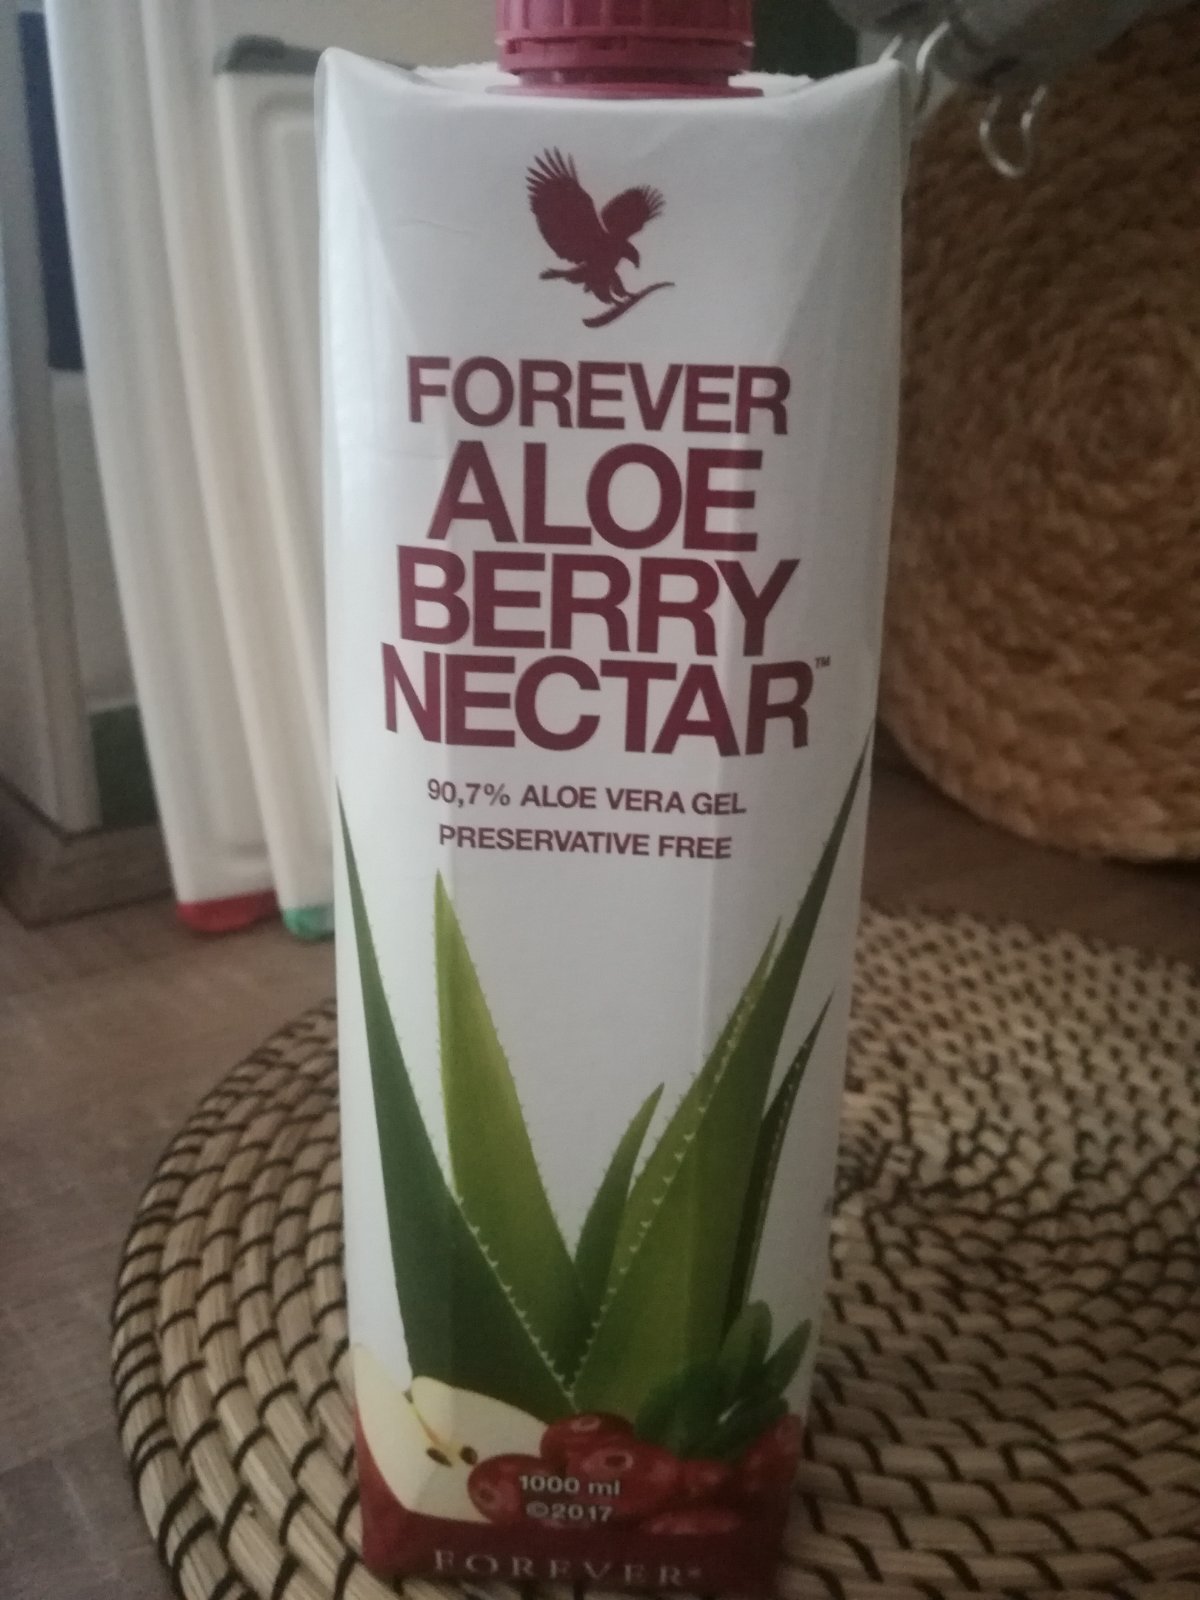 FOREVER
ALOE
BERRY
NECTAR™
90,7% ALOE VERA GEL
PRESERVATIVE FREE
1000 ml
©2017
FOREVER®